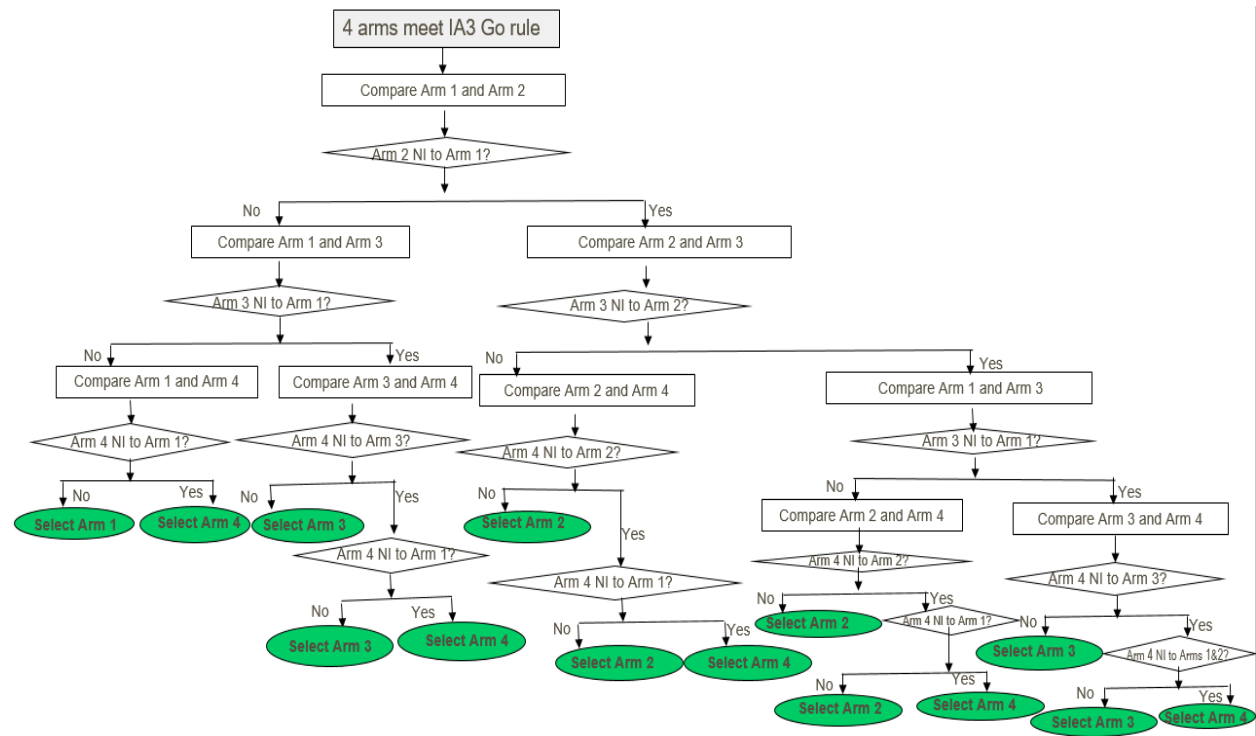 4 arms meet IA3 Go rule
Compare Arm 1 and Arm 2
Arm 2 NI to Arm 1?
No
Yes
Compare Arm 1 and Arm 3
Compare Arm 2 and Arm 3
Arm 3 NI to Arm 1?
Arm 3 NI to Arm 2?
No
Yes
No
Yes
Compare Arm 1 and Arm 4
Compare Arm 3 and Arm 4
Compare Arm 2 and Arm 4
Compare Arm 1 and Arm 3
Arm 4 NI to Arm 1?
Arm 4 NI to Arm 3?
Arm 4 NI to Arm 2?
Arm 3 NI to Arm 1?
No
Yes
No
Yes
No
Yes
No
Yes
Select Arm 1
Select Arm 4
Select Arm 3
Select Arm 2
Compare Arm 2 and Arm 4
Compare Arm 3 and Arm 4
Arm 4 NI to Arm 1?
Arm 4 NI to Arm 1?
Arm 4 NI to Arm 2?
Arm 4 NI to Arm 3?
No
Yes
No
Yes
No
Yes
No
Yes
Select Arm 3
Select Arm 4
Select Arm 2
Select Arm 4
Select Arm 2
Arm 4 NI to Arm 1?
Select Arm 3
Arm 4 NI to Arms 1&2?
No
Yes
No
Yes
Select Arm 2
Select Arm 4
Select Arm 3
Select Arm 4